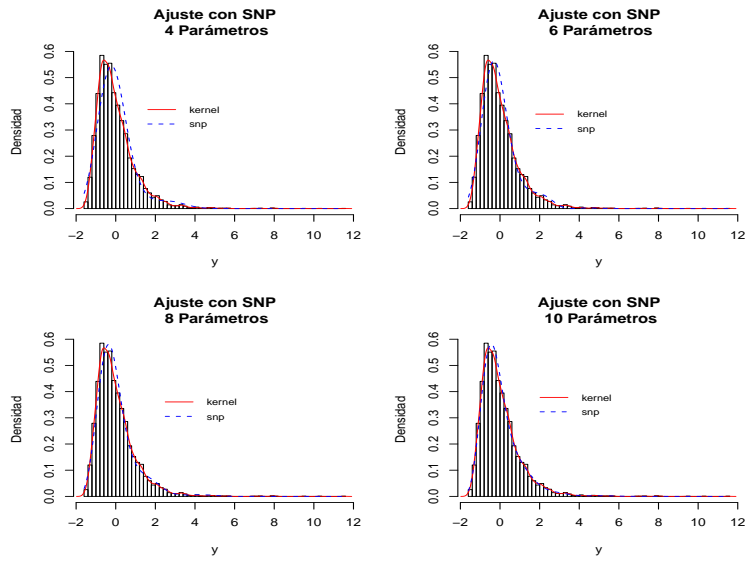 Ajuste con SNP
4 Parámetros
Densidad
0.0 0.1 0.2 0.3 0.4 0.5 0.6
kernel
snp
−2 0 2 4 6 8 10 12
y
Ajuste con SNP
6 Parámetros
Densidad
0.0 0.1 0.2 0.3 0.4 0.5 0.6
kernel
snp
−2 0 2 4 6 8 10 12
y
Ajuste con SNP
8 Parámetros
Densidad
0.0 0.1 0.2 0.3 0.4 0.5 0.6
kernel
snp
−2 0 2 4 6 8 10 12
y
Ajuste con SNP
10 Parámetros
Densidad
0.0 0.1 0.2 0.3 0.4 0.5 0.6
kernel
snp
−2 0 2 4 6 8 10 12
y